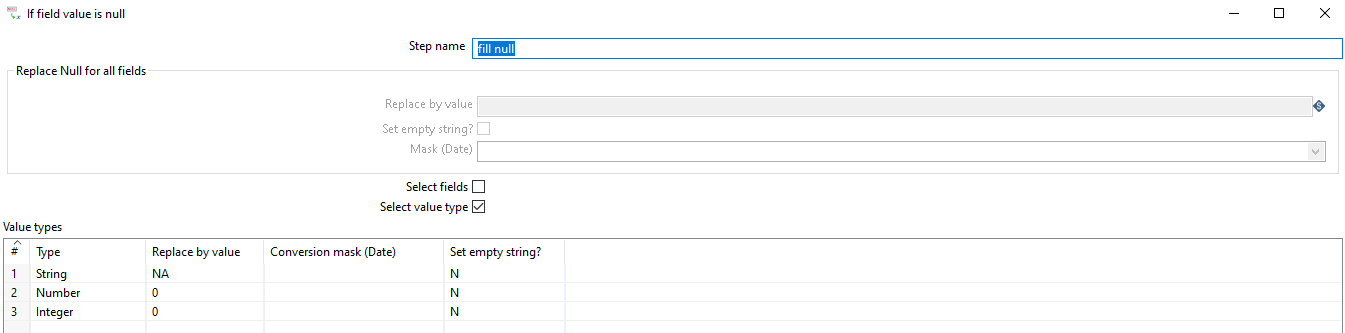 If field value is null
Step name fill null
Replace Null for all fields
Replace by value
Set empty string?
Mask (Date)
Select fields
Select value type
Value types
# Type Replace by value Conversion mask (Date) Set empty string?
1 String NA N
2 Number 0 N
3 Integer 0 N